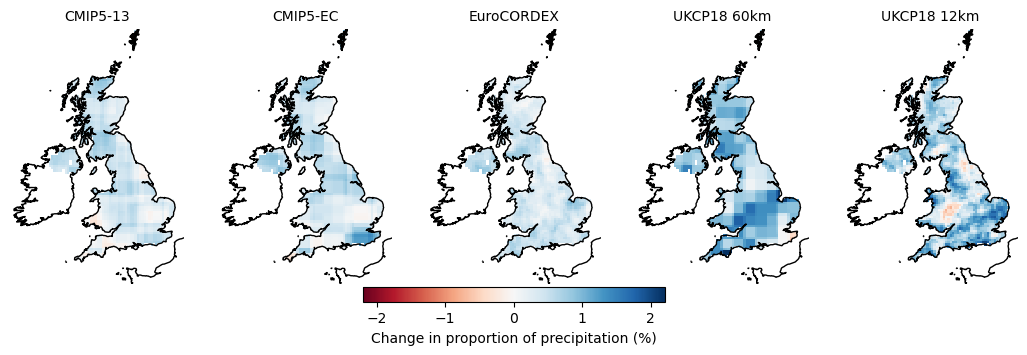 CMIP5-13 CMIP5-EC EuroCORDEX UKCP18 60km UKCP18 12km
−2 −1 0 1 2
Change in proportion of precipitation (%)